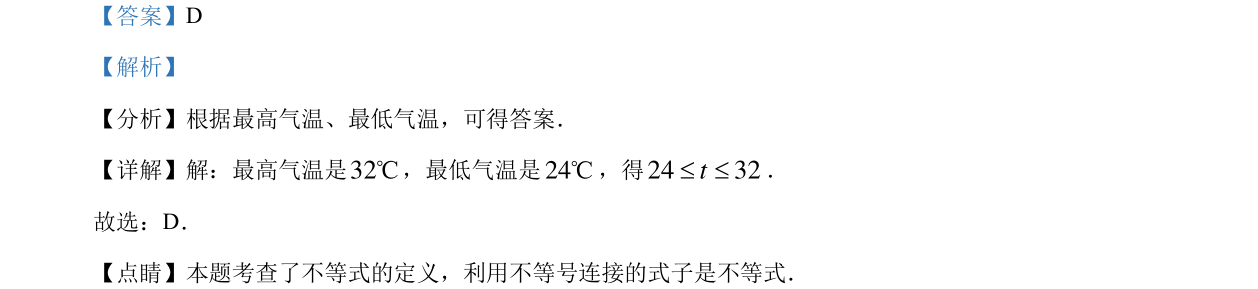 【答案】D
【解析】
【分析】根据最高气温、最低气温，可得答案．
【详解】解：最高气温是32℃，最低气温是24℃，得24≤t≤32．
故选：D．
【点睛】本题考查了不等式的定义，利用不等号连接的式子是不等式．